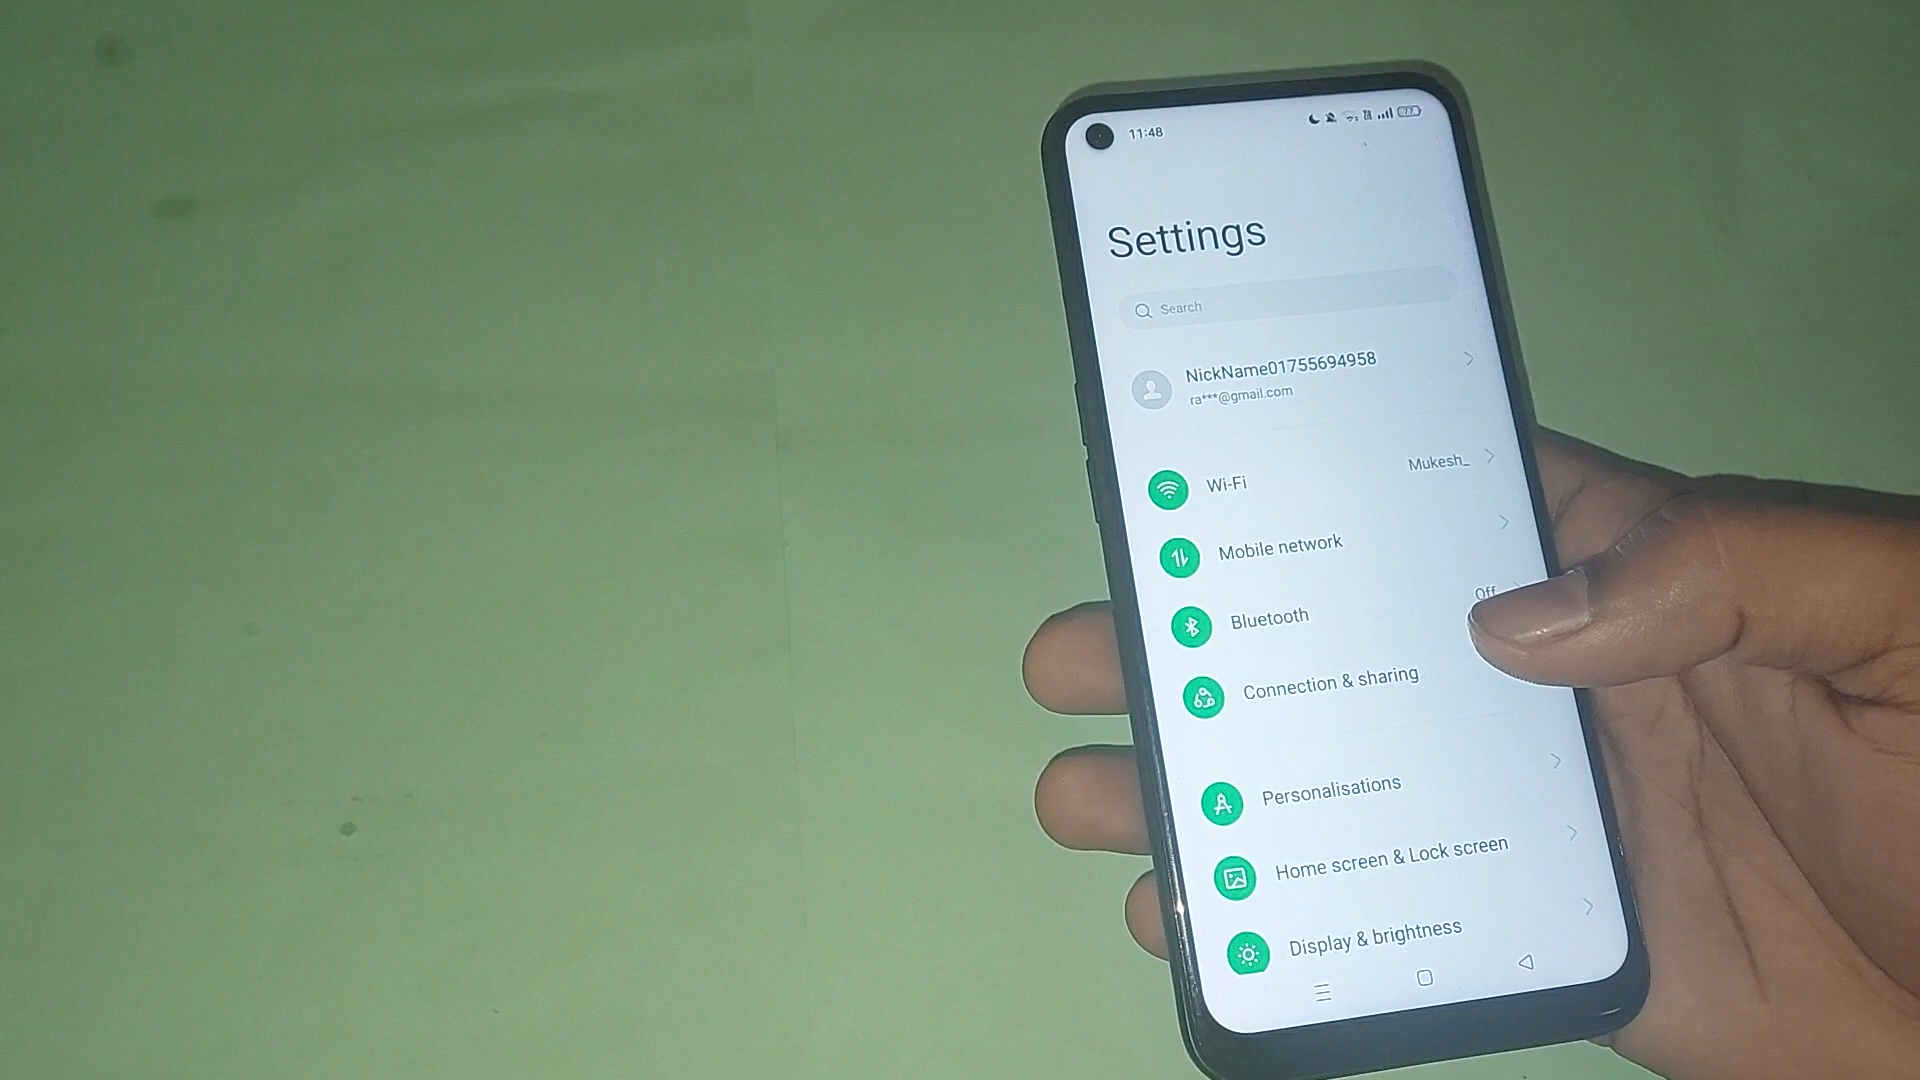 11:48
77
Settings
Search
NickName01755694958
ra***@gmail.com
Wi-Fi
Mukesh_
Mobile network
Bluetooth
Off
Connection & sharing
Personalisations
Home screen & Lock screen
Display & brightness